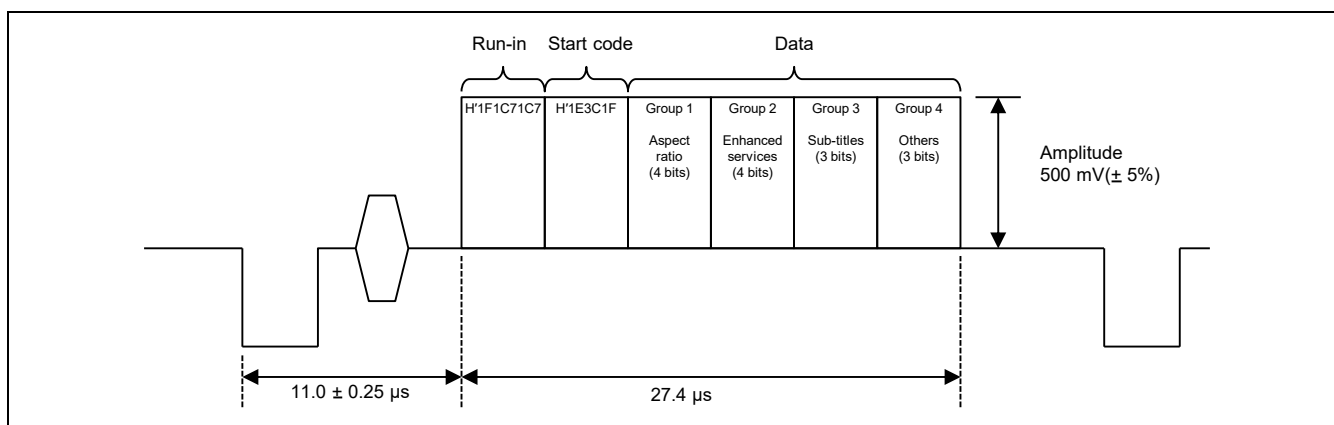 Run-in Start code Data
H'1F1C71C7 H'1E3C1F Group 1 Group 2 Group 3 Group 4
Aspect ratio (4 bits)
Enhanced services (4 bits)
Sub-titles (3 bits)
Others (3 bits)
Amplitude
500 mV(± 5%)
11.0 ± 0.25 µs 27.4 µs